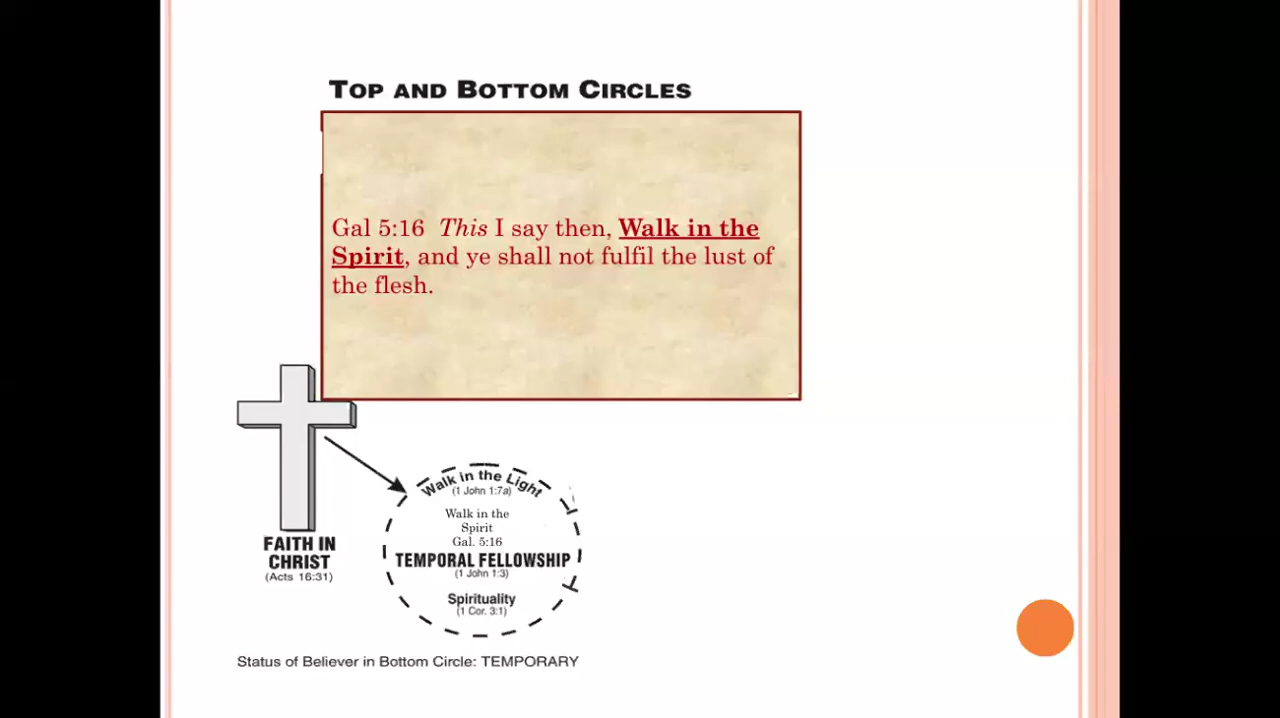 TOP AND BOTTOM CIRCLES
Gal 5:16 This I say then, Walk in the
Spirit, and ye shall not fulfil the lust of
the flesh.
FAITH IN
CHRIST
(Acts 16:31)
Walk in the Light
(1 John 1:7a)
Walk in the
Spirit
Gal. 5:16
TEMPORAL FELLOWSHIP
(1 John 1:3)
Spirituality
(1 Cor. 3:1)
Status of Believer in Bottom Circle: TEMPORARY